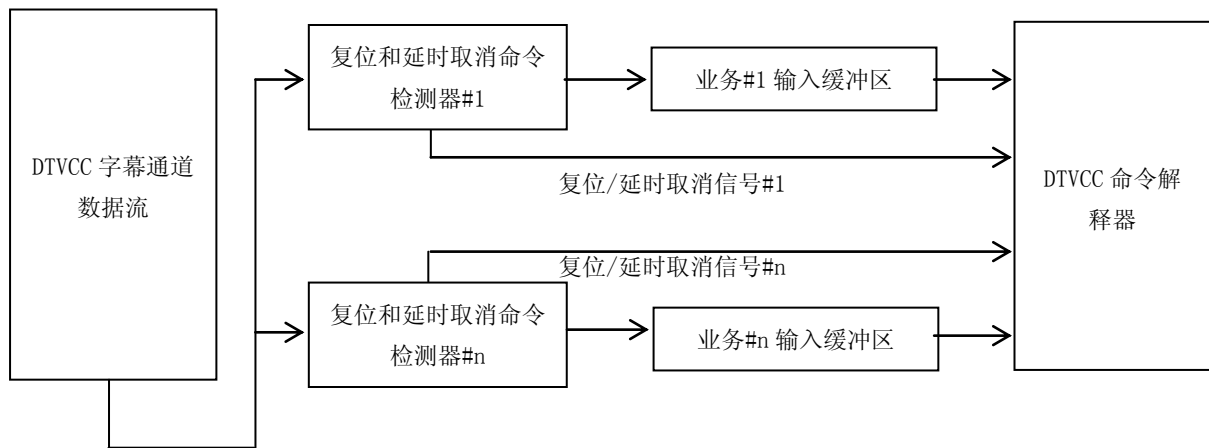 DTVCC 字幕通道
数据流
复位和延时取消命令
检测器#1
业务#1 输入缓冲区
复位/延时取消信号#1
复位/延时取消信号#n
复位和延时取消命令
检测器#n
业务#n 输入缓冲区
DTVCC 命令解
释器